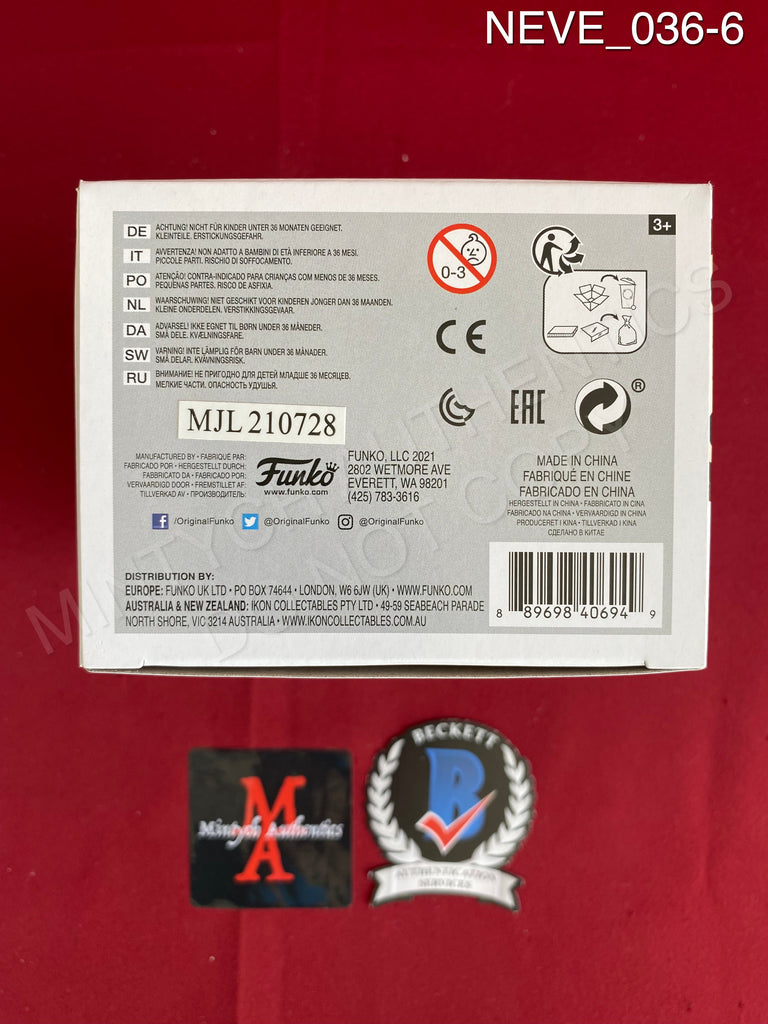 NEVE_036-6
3+
DE ACHTUNG! NICHT FÜR KINDER UNTER 36 MONATEN GEEIGNET.
KLEINTEILE. ERSTICKUNGSGEFAHR.
IT AVVERTENZA! NON ADATTO A BAMBINI DI ETÀ INFERIORE A 36 MESI.
PICCOLE PARTI. RISCHIO DI SOFFOCAMENTO.
PO ATENÇÃO! CONTRA-INDICADO PARA CRIANÇAS COM MENOS DE 36 MESES.
PEQUENAS PARTES. RISCO DE ASFIXIA.
NL WAARSCHUWING! NIET GESCHIKT VOOR KINDEREN JONGER DAN 36 MAANDEN.
KLEINE ONDERDELEN. VERSTIKKINGSGEVAAR.
DA ADVARSEL! IKKE EGNET TIL BØRN UNDER 36 MÅNEDER.
SMÅ DELE. KVÆLNINGSFARE.
SW VARNING! INTE LÄMPLIG FÖR BARN UNDER 36 MÅNADER.
SMÅ DELAR. KVÄVNINGSRISK.
RU ВНИМАНИЕ! НЕ ПРИГОДНО ДЛЯ ДЕТЕЙ МЛАДШЕ 36 МЕСЯЦЕВ.
МЕЛКИЕ ЧАСТИ. ОПАСНОСТЬ УДУШЬЯ.
0-3
CE
EAC
®
MJL 210728
MANUFACTURED BY • FABRIQUÉ PAR:
FABRICADO POR • HERGESTELLT DURCH:
FABBRICATO DA • FABRICADO POR:
VERVAARDIGD DOOR • FREMSTILLET AF:
TILLVERKAD AV • ПРОИЗВОДИТЕЛЬ:
Funko
www.funko.com
FUNKO, LLC 2021
2802 WETMORE AVE
EVERETT, WA 98201
(425) 783-3616
MADE IN CHINA
FABRIQUÉ EN CHINE
FABRICADO EN CHINA
HERGESTELLT IN CHINA • FABBRICATO IN CINA
FABRICADO NA CHINA • VERVAARDIGD IN CHINA
PRODUCERET I KINA • TILLVERKAD I KINA
СДЕЛАНО В КИТАЕ
/OriginalFunko @OriginalFunko @OriginalFunko
DISTRIBUTION BY:
EUROPE: FUNKO UK LTD • PO BOX 74644 • LONDON, W6 6JW (UK) • WWW.FUNKO.COM
AUSTRALIA & NEW ZEALAND: IKON COLLECTABLES PTY LTD • 49-59 SEABEACH PARADE
NORTH SHORE, VIC 3214 AUSTRALIA • WWW.IKONCOLLECTABLES.COM.AU
8 89698 40694 9
MINTYCH AUTHENTICS
DO NOT COPY
MA
Mintych Authentics
BECKETT
B
AUTHENTICATION
SERVICES